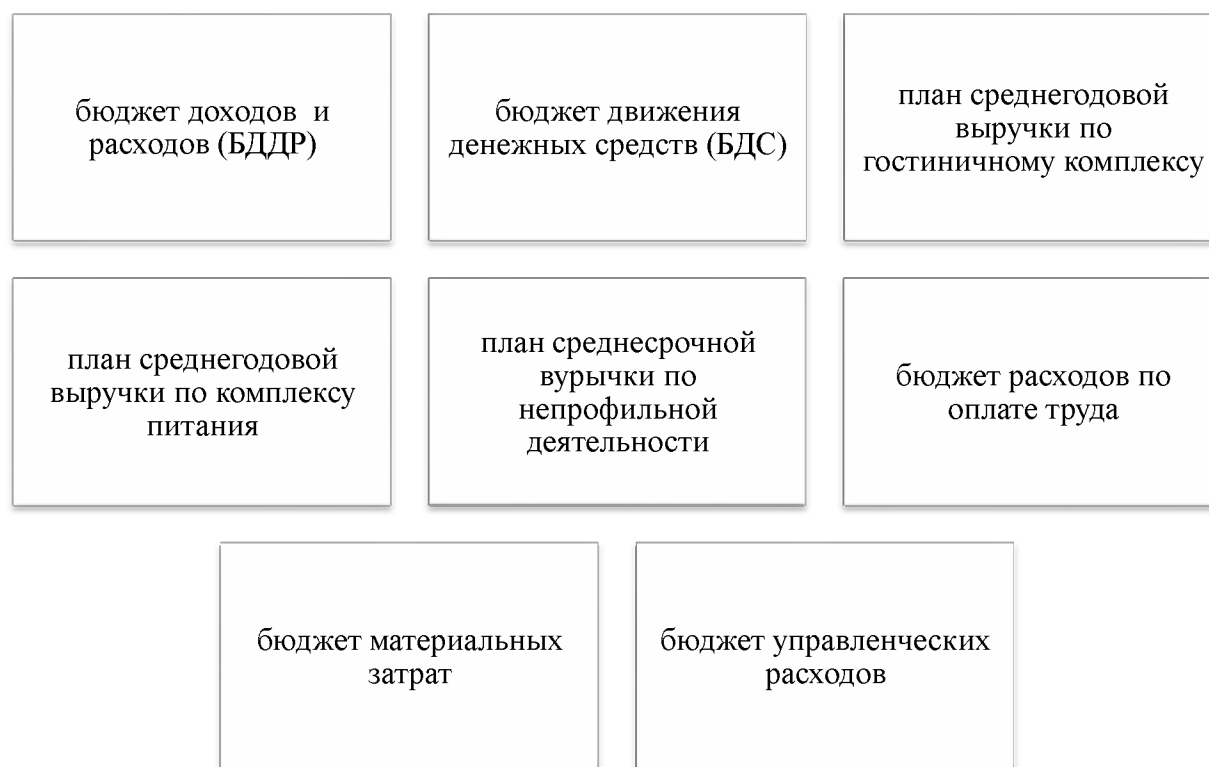 бюджет доходов и
расходов (БДДР)
бюджет движения
денежных средств (БДС)
план среднегодовой
выручки по
гостиничному комплексу
план среднегодовой
выручки по комплексу
питания
план среднесрочной
вурычки по
непрофильной
деятельности
бюджет расходов по
оплате труда
бюджет материальных
затрат
бюджет управленческих
расходов